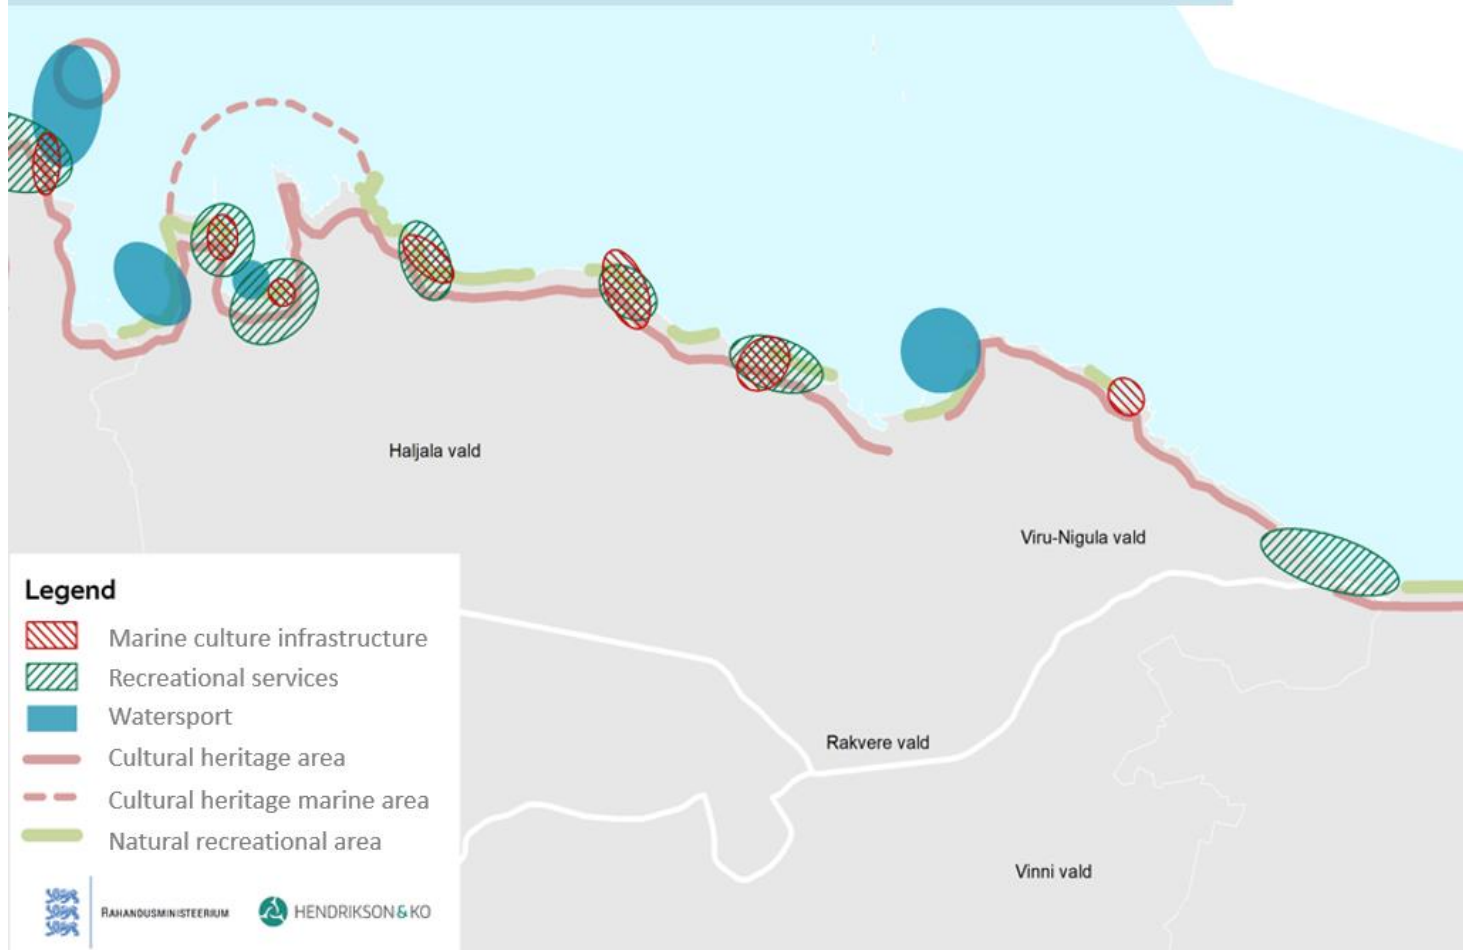 Haljala vald
Viru-Nigula vald
Rakvere vald
Vinni vald
Legend
Marine culture infrastructure
Recreational services
Watersport
Cultural heritage area
Cultural heritage marine area
Natural recreational area
RAHANDUSMINISTEERIUM
HENDRIKSON&KO